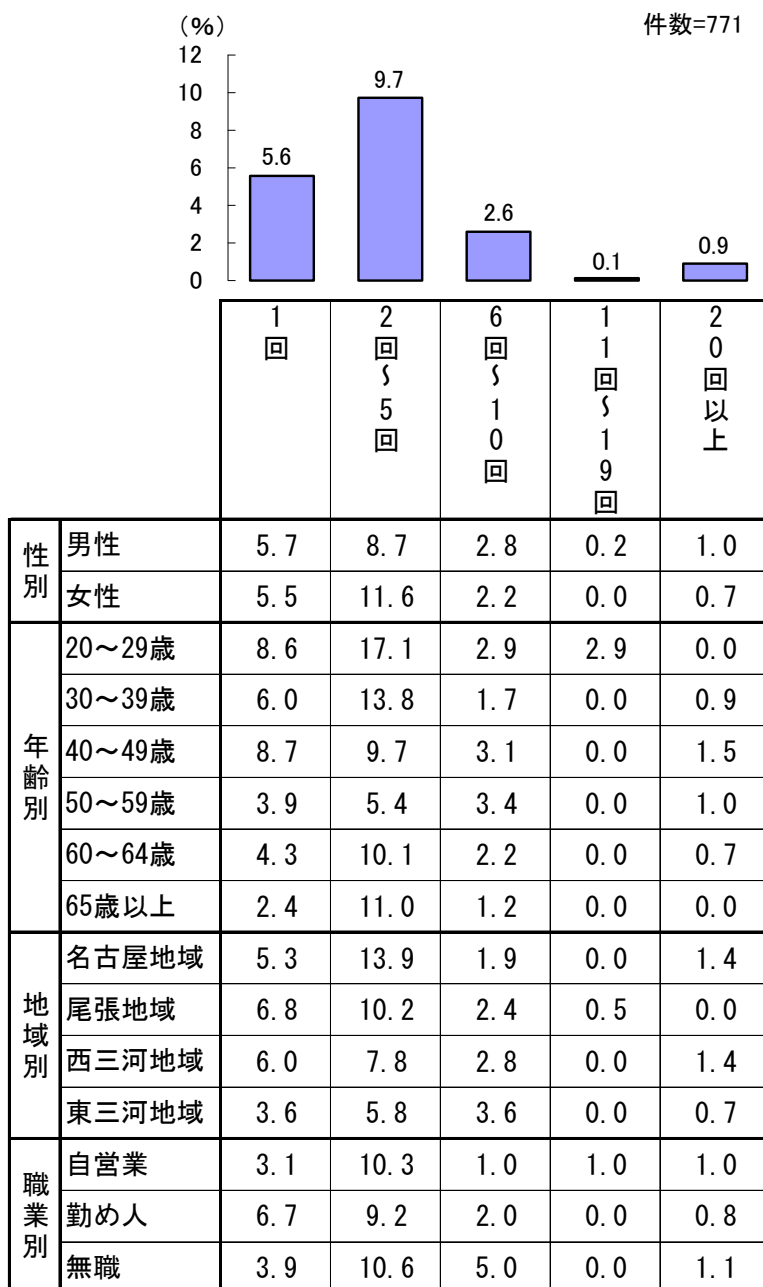 （%） 件数=771
12
10
8
6
4
2
0
5.6 9.7 2.6 0.1 0.9
1回 2回～5回 6回～10回 11回～19回 20回以上
性別
男性 5.7 8.7 2.8 0.2 1.0
女性 5.5 11.6 2.2 0.0 0.7
年齢別
20～29歳 8.6 17.1 2.9 2.9 0.0
30～39歳 6.0 13.8 1.7 0.0 0.9
40～49歳 8.7 9.7 3.1 0.0 1.5
50～59歳 3.9 5.4 3.4 0.0 1.0
60～64歳 4.3 10.1 2.2 0.0 0.7
65歳以上 2.4 11.0 1.2 0.0 0.0
地域別
名古屋地域 5.3 13.9 1.9 0.0 1.4
尾張地域 6.8 10.2 2.4 0.5 0.0
西三河地域 6.0 7.8 2.8 0.0 1.4
東三河地域 3.6 5.8 3.6 0.0 0.7
職業別
自営業 3.1 10.3 1.0 1.0 1.0
勤め人 6.7 9.2 2.0 0.0 0.8
無職 3.9 10.6 5.0 0.0 1.1